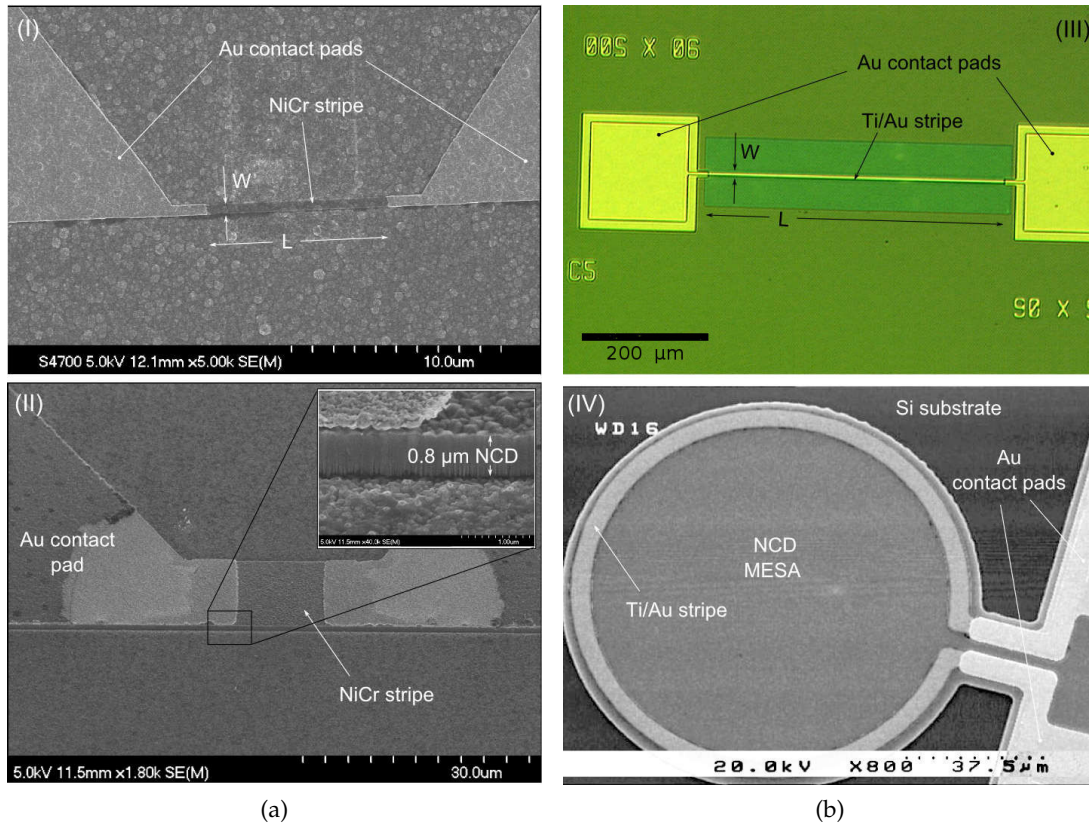 (I)
Au contact pads
NiCr stripe
W
L
S4700 5.0kV 12.1mm x5.00k SE(M)
10.0um
(II)
0.8 µm NCD
5.0kV 11.5mm x40.0k SE(M)
1.00um
Au contact
pad
NiCr stripe
5.0kV 11.5mm x1.80k SE(M)
30.0um
(a)
(III)
90 X 500
Au contact pads
Ti/Au stripe
W
L
C5
90 X
200 µm
(IV)
Si substrate
WD16
Au
contact pads
NCD
MESA
Ti/Au stripe
20.0kV X800 37.5µm
(b)